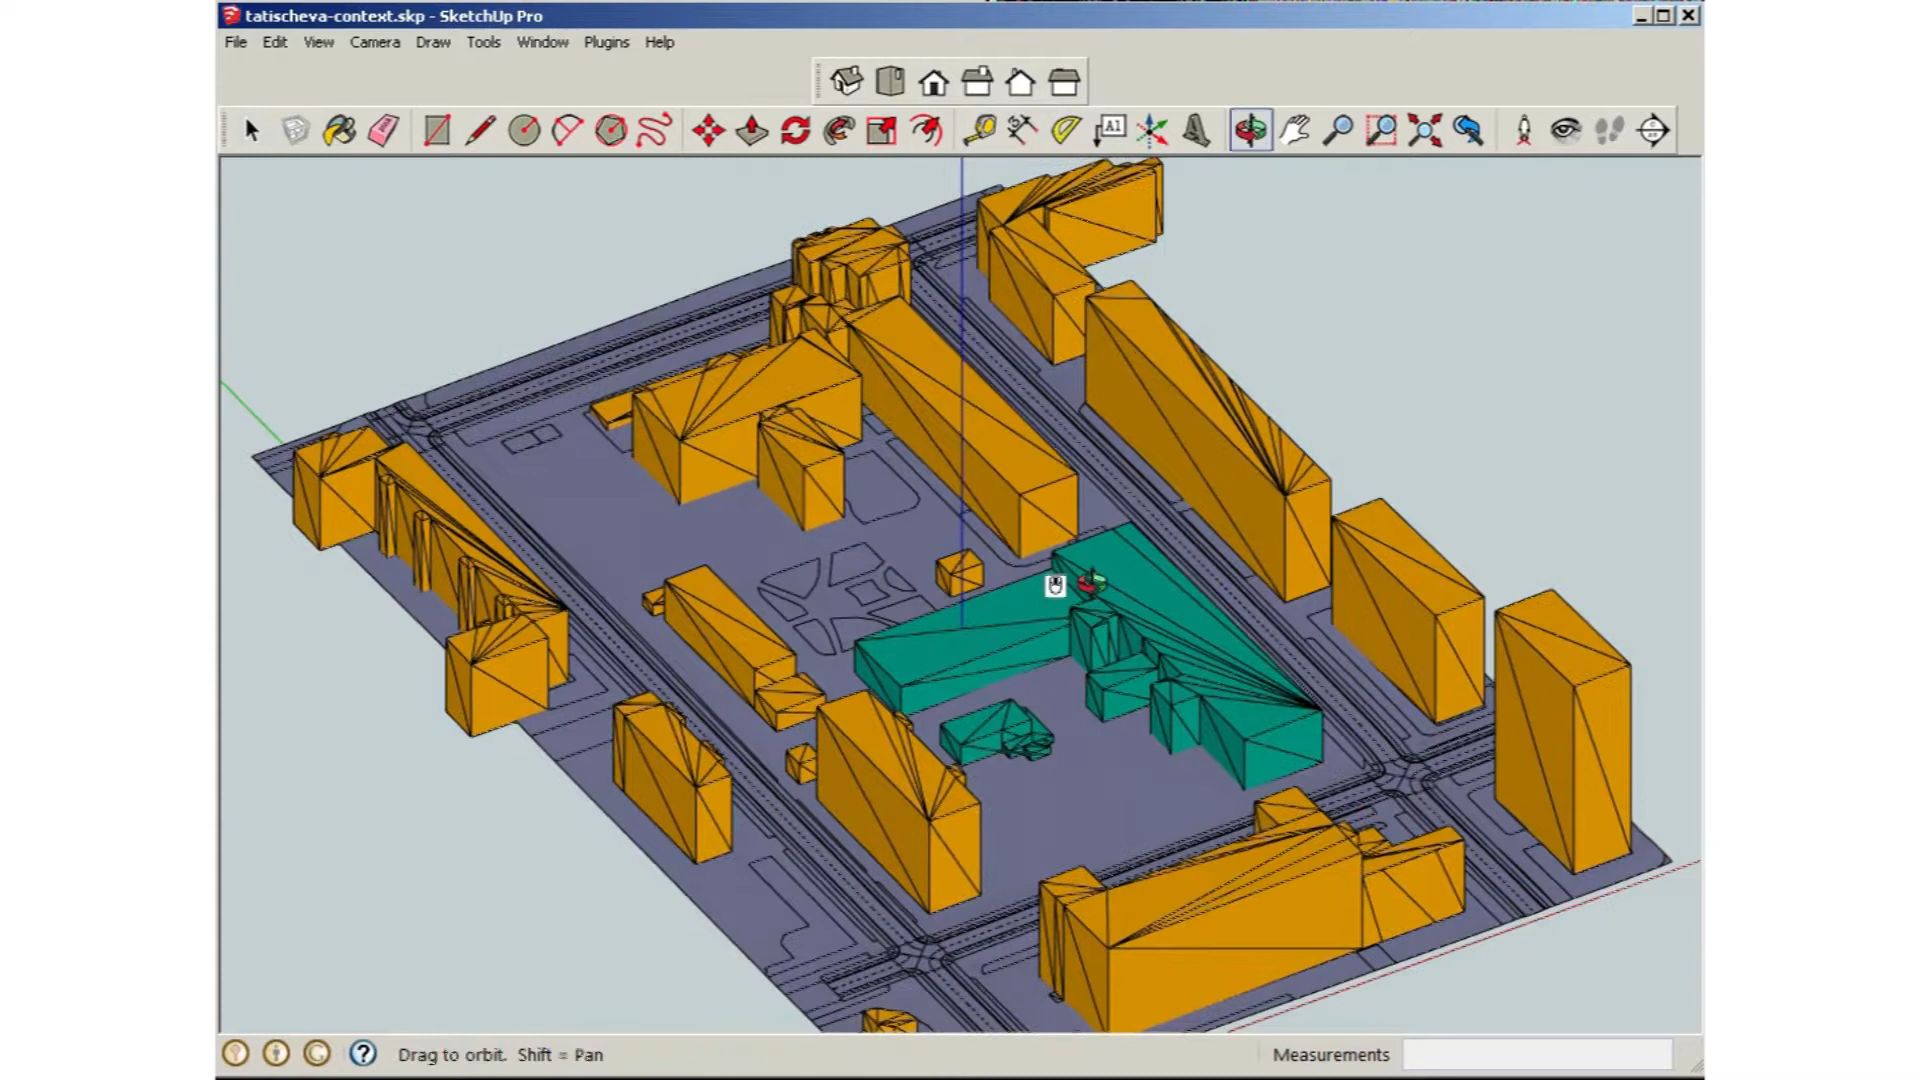 tatischeva-context.skp - SketchUp Pro
File Edit View Camera Draw Tools Window Plugins Help
A1
Drag to orbit. Shift = Pan
Measurements